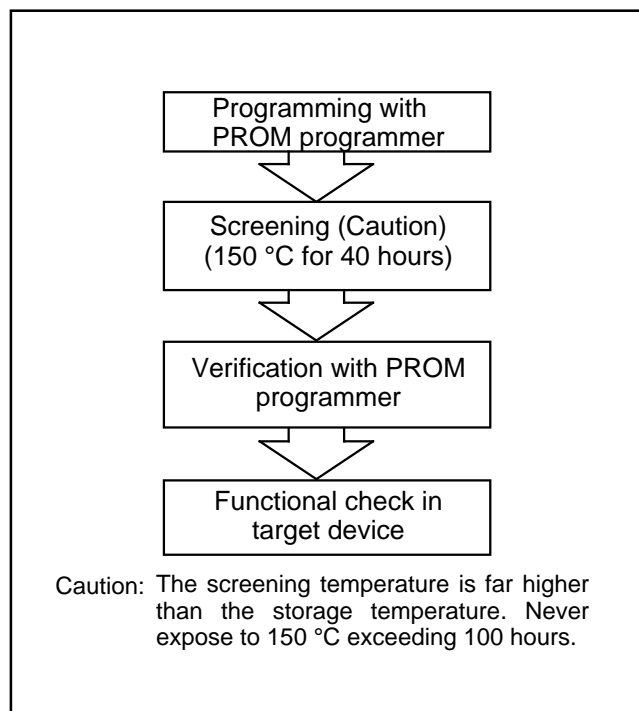 Programming with
PROM programmer
Screening (Caution)
(150 °C for 40 hours)
Verification with PROM
programmer
Functional check in
target device
Caution: The screening temperature is far higher
than the storage temperature. Never
expose to 150 °C exceeding 100 hours.